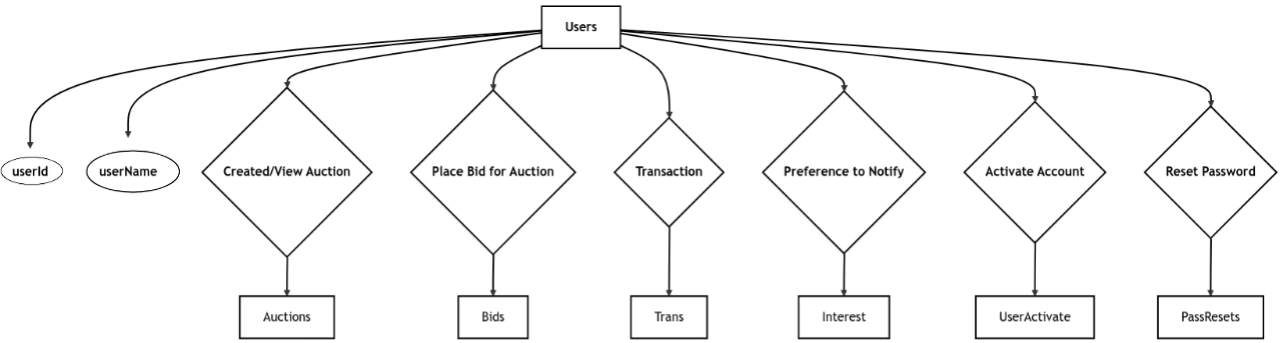 Users
userId
userName
Created/View Auction
Place Bid for Auction
Transaction
Preference to Notify
Activate Account
Reset Password
Auctions
Bids
Trans
Interest
UserActivate
PassResets